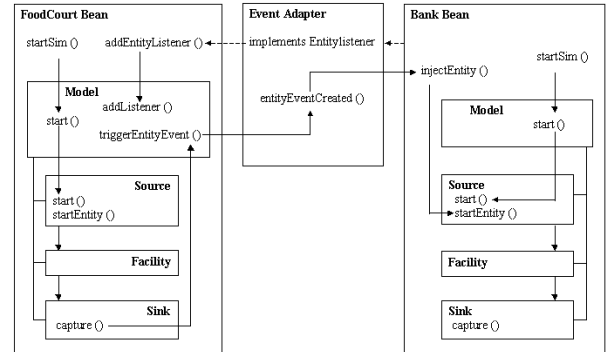 FoodCourt Bean
startSim ()
addEntityListener ()
Model
addListener ()
start ()
triggerEntityEvent ()
Source
start ()
startEntity ()
Facility
Sink
capture ()
Event Adapter
implements Entitylistener
entityEventCreated ()
Bank Bean
startSim ()
injectEntity ()
Model
start ()
Source
start ()
startEntity ()
Facility
Sink
capture ()